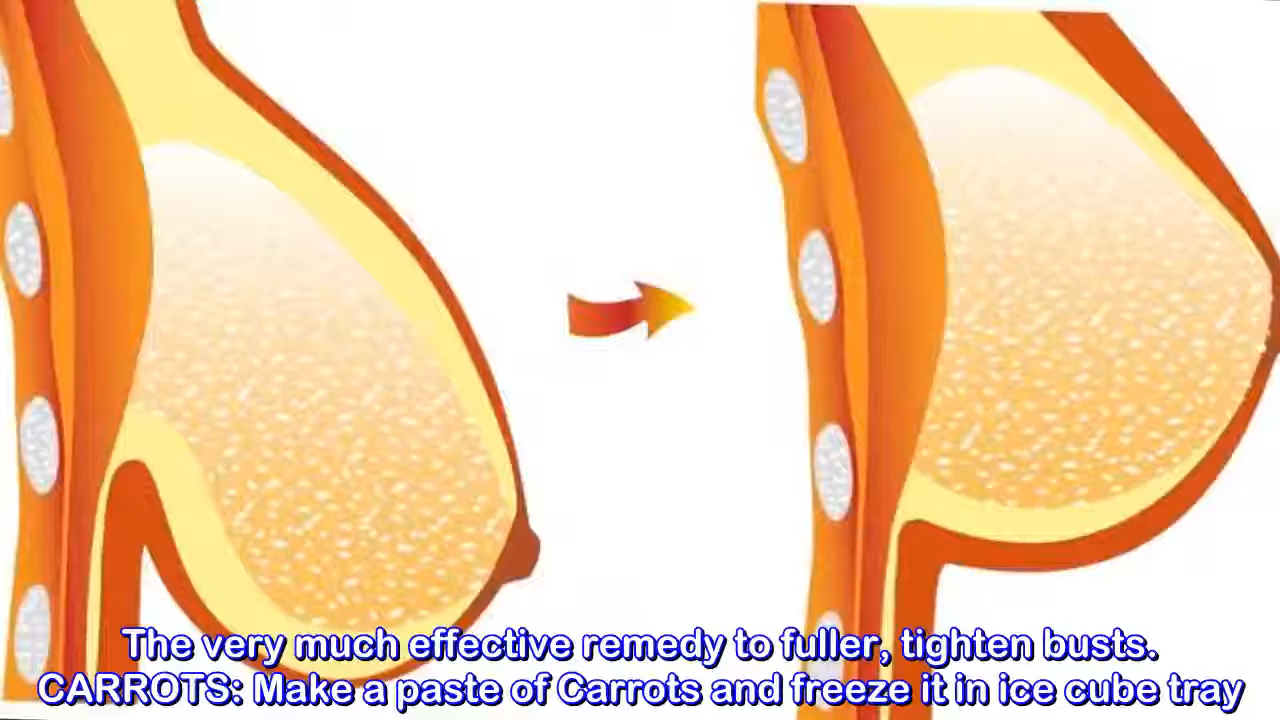 The very much effective remedy to fuller, tighten busts.
CARROTS: Make a paste of Carrots and freeze it in ice cube tray